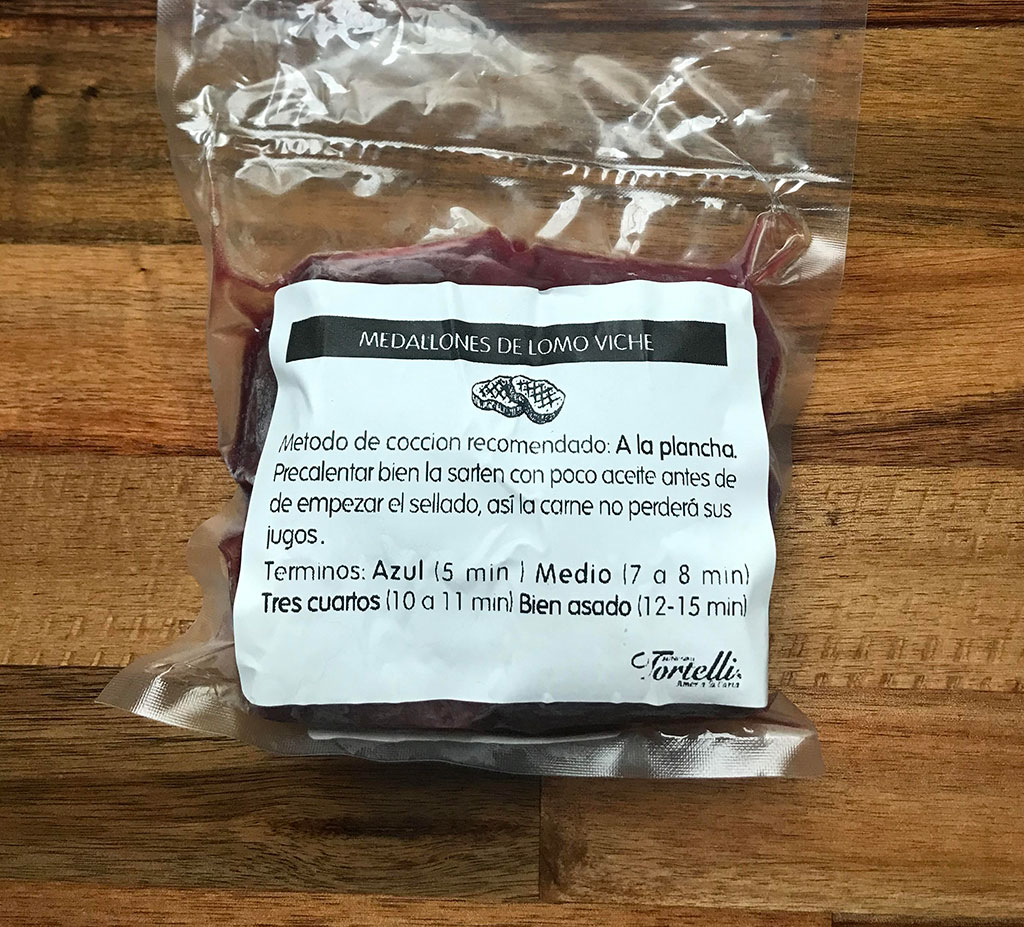 MEDALLONES DE LOMO VICHE
Metodo de coccion recomendado: A la plancha.
Precalentar bien la sarten con poco aceite antes de
de empezar el sellado, así la carne no perderá sus
jugos.
Terminos: Azul (5 min ) Medio (7 a 8 min)
Tres cuartos (10 a 11 min) Bien asado (12-15 min)
Tortelli's
Amor a la Carta